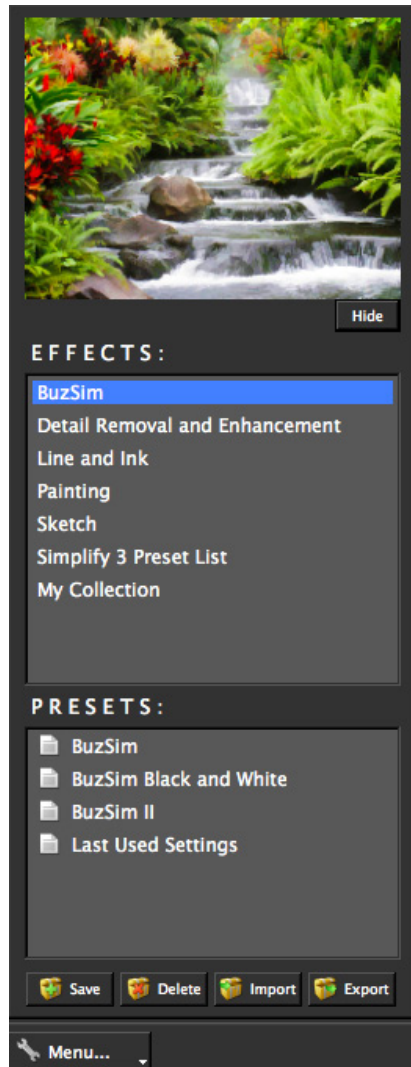 Hide
EFFECTS:
BuzSim
Detail Removal and Enhancement
Line and Ink
Painting
Sketch
Simplify 3 Preset List
My Collection
PRESETS:
BuzSim
BuzSim Black and White
BuzSim II
Last Used Settings
Save Delete Import Export
Menu...